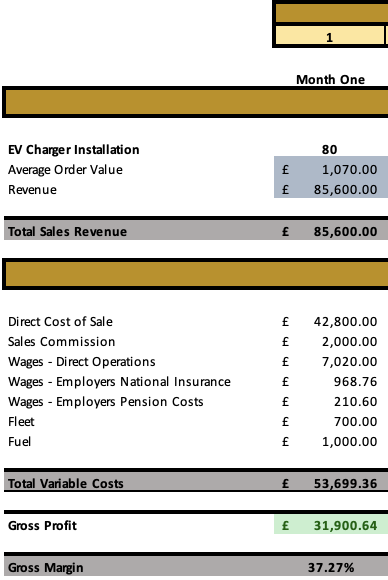 1
Month One
EV Charger Installation 80
Average Order Value £ 1,070.00
Revenue £ 85,600.00
Total Sales Revenue £ 85,600.00
Direct Cost of Sale £ 42,800.00
Sales Commission £ 2,000.00
Wages - Direct Operations £ 7,020.00
Wages - Employers National Insurance £ 968.76
Wages - Employers Pension Costs £ 210.60
Fleet £ 700.00
Fuel £ 1,000.00
Total Variable Costs £ 53,699.36
Gross Profit £ 31,900.64
Gross Margin 37.27%